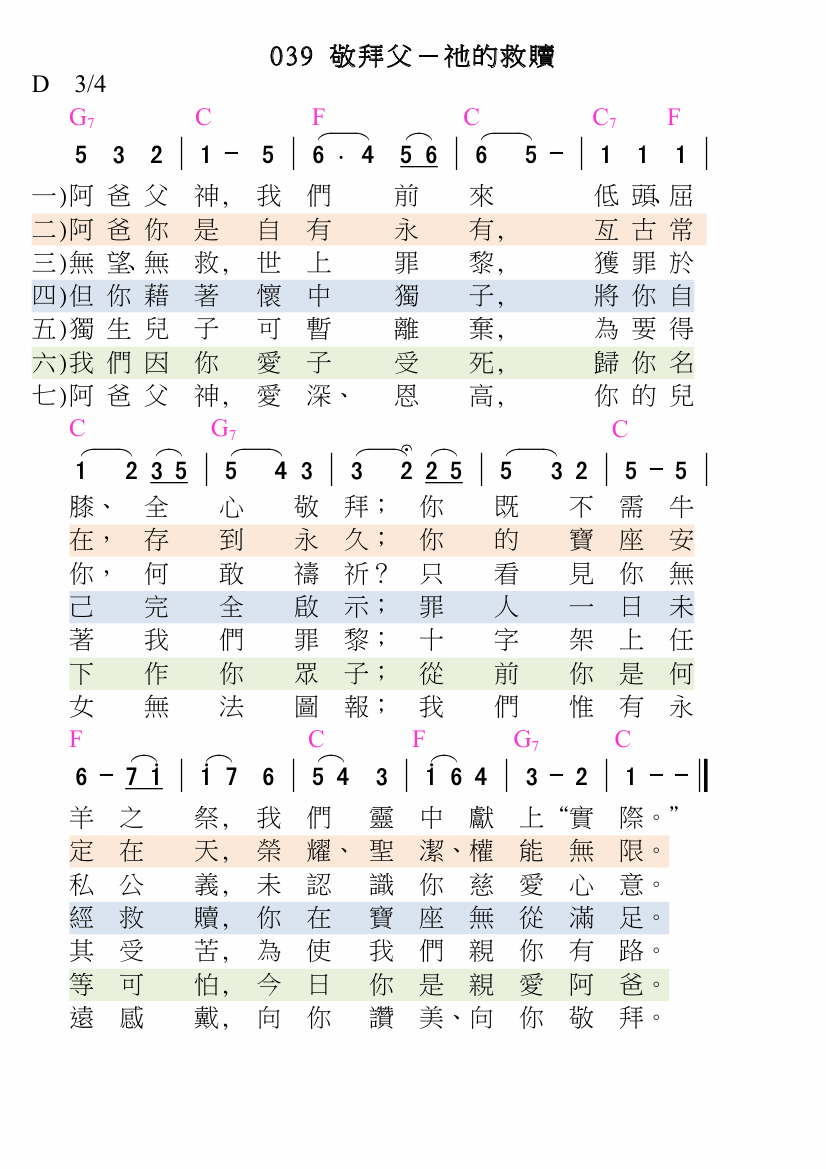 039 敬拜父－祂的救贖
D 3/4
G7 C F C C7 F
5 3 2 | 1 - 5 | 6 . 4 5 6 | 6 5 - | 1 1 1 |
一)阿爸父神, 我們前來低頭、屈
二)阿爸你是自有永有, 亙古常
三)無望、無救, 世上罪黎, 獲罪於
四)但你藉著懷中獨子, 將你自
五)獨生兒子可暫離棄, 為要得
六)我們因你愛子受死, 歸你名
七)阿爸父神, 愛深、恩高, 你的兒
C G7 C
1 2 3 5 | 5 4 3 | 3 2 2 5 | 5 3 2 | 5 - 5 |
膝、全心敬拜；你既不需牛
在，存到永久；你的寶座安
你，何敢禱祈？只看見你無
己完全啟示；罪人一日未
著我們罪黎；十字架上任
下作你眾子；從前你是何
女無法圖報；我們惟有永
F C F G7 C
6 - 7 i | i 7 6 | 5 4 3 | i 6 4 | 3 - 2 | 1 - - ‖
羊之祭, 我們靈中獻上“實際。”
定在天, 榮耀、聖潔、權能無限。
私公義, 未認識你慈愛心意。
經救贖, 你在寶座無從滿足。
其受苦, 為使我們親你有路。
等可怕, 今日你是親愛阿爸。
遠感戴, 向你讚美、向你敬拜。